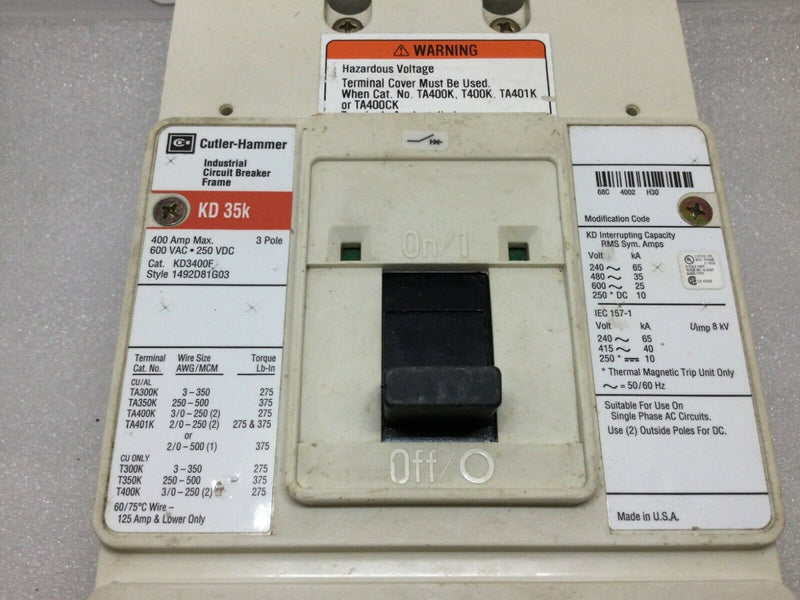 WARNING
Hazardous Voltage
Terminal Cover Must Be Used.
When Cat. No. TA400K, T400K, TA401K
or TA400CK
Cutler-Hammer
Industrial
Circuit Breaker
Frame
KD 35k
400 Amp Max. 3 Pole
600 VAC • 250 VDC
Cat. KD3400F
Style 1492D81G03
Terminal Wire Size Torque
Cat. No. AWG/MCM Lb-In
CU/AL
TA300K 3–350 275
TA350K 250–500 375
TA400K 3/0–250 (2) 275
TA401K 2/0–250 (2) 275 & 375
or
2/0–500 (1) 375
CU ONLY
T300K 3–350 275
T350K 250–500 375
T400K 3/0–250 (2) 275
60/75°C Wire –
125 Amp & Lower Only
On/I
Off/O
68C 4002 H30
Modification Code
KD Interrupting Capacity
RMS Sym. Amps
Volt kA
240 ~ 65
480 ~ 35
600 ~ 25
250 * DC 10
IEC 157-1
Volt kA Uimp 8 kV
240 ~ 65
415 ~ 40
250 * ⎓ 10
* Thermal Magnetic Trip Unit Only
~ = 50/60 Hz
Suitable For Use On
Single Phase AC Circuits.
Use (2) Outside Poles For DC.
Made in U.S.A.